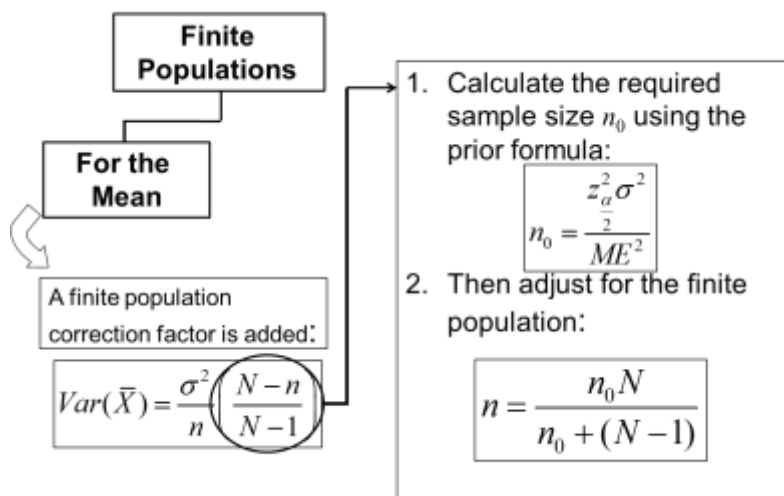 Finite
Populations
For the
Mean
A finite population
correction factor is added:
Var(X̄) = σ²/n (N − n)/(N − 1)
1. Calculate the required
sample size n₀ using the
prior formula:
n₀ = z²_{α/2} σ² / ME²
2. Then adjust for the finite
population:
n = n₀N / (n₀ + (N − 1))